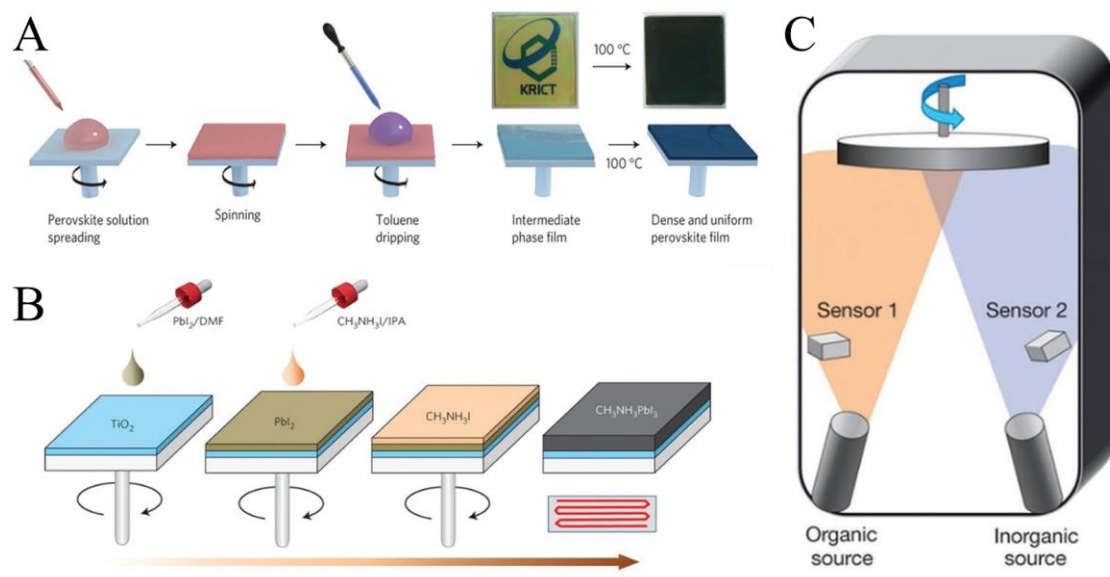 A
100 °C
KRICT
100 °C
Perovskite solution
spreading
Spinning
Toluene
dripping
Intermediate
phase film
Dense and uniform
perovskite film
B
PbI₂/DMF
CH₃NH₃I/IPA
TiO₂
PbI₂
CH₃NH₃I
CH₃NH₃PbI₃
C
Sensor 1
Sensor 2
Organic
source
Inorganic
source